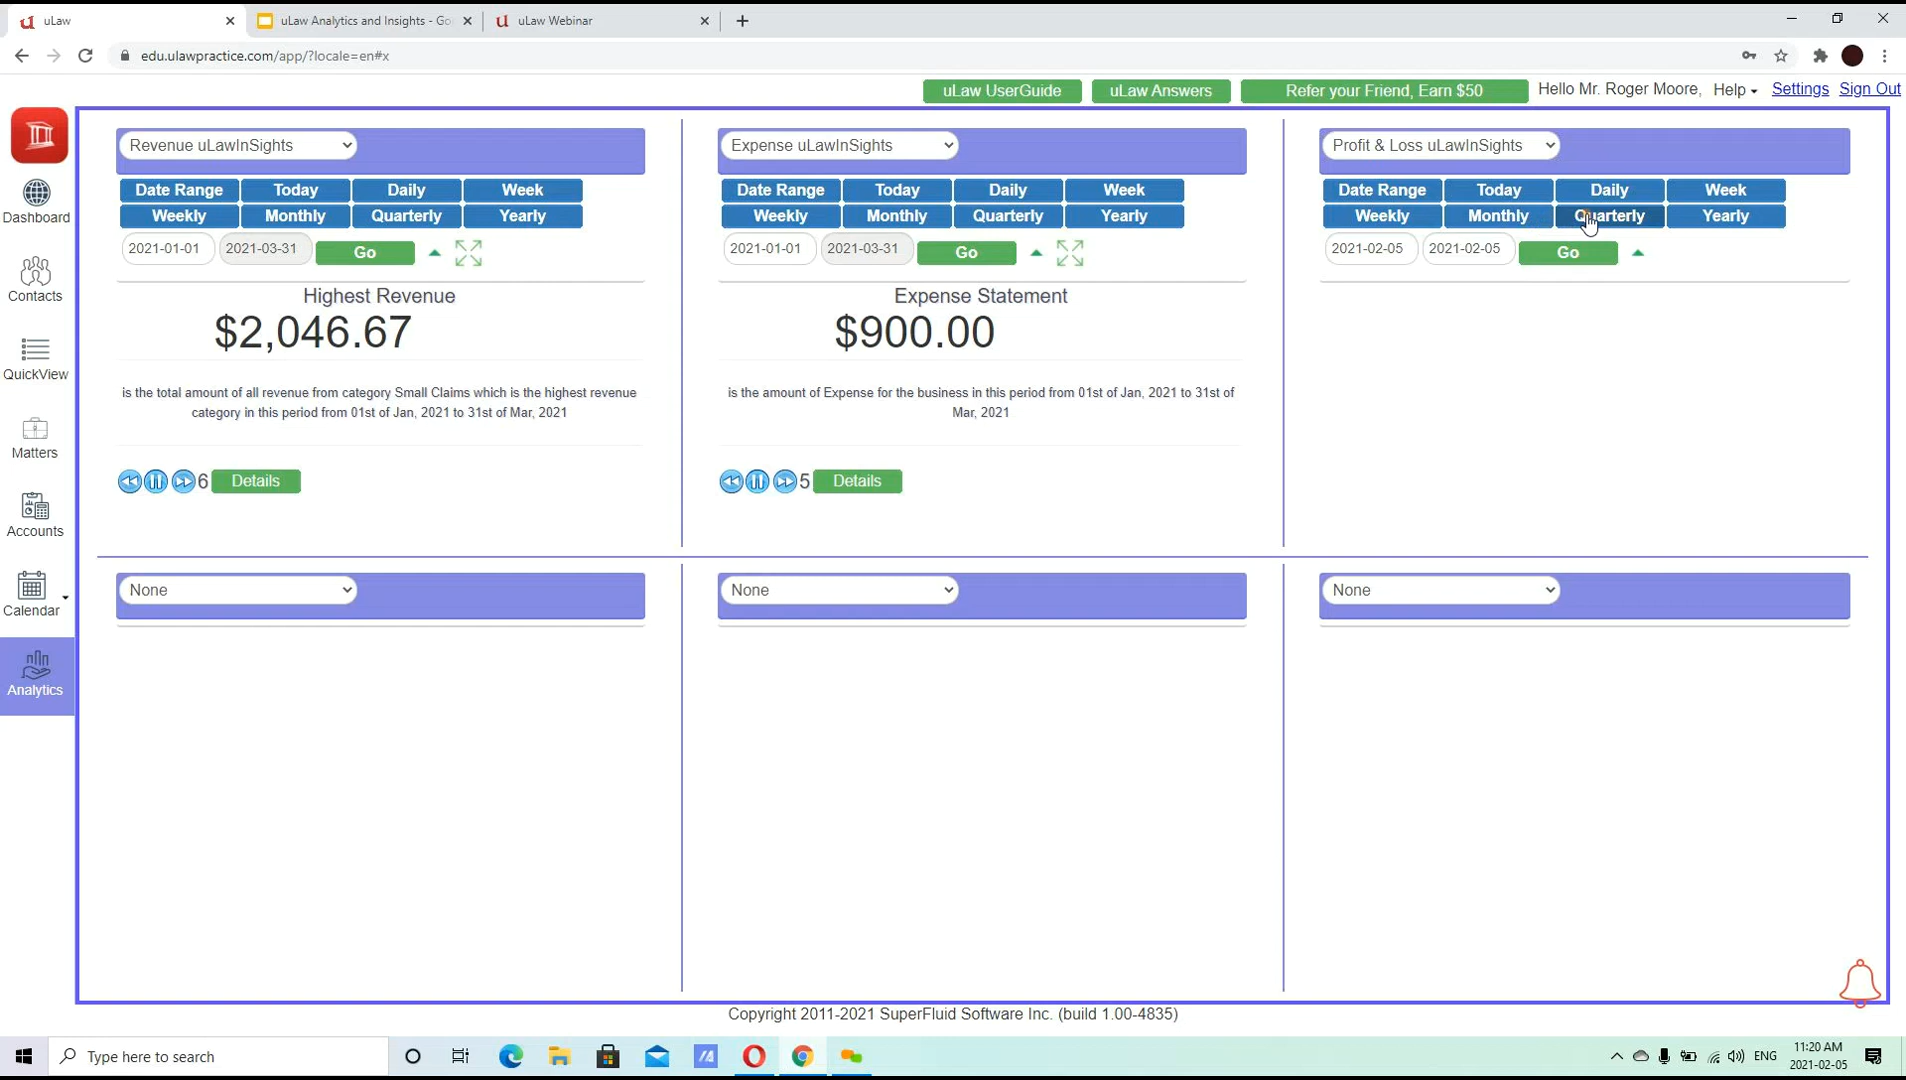 uLaw
uLaw Analytics and Insights - Go
uLaw Webinar
edu.ulawpractice.com/app/?locale=en#x
uLaw UserGuide
uLaw Answers
Refer your Friend, Earn $50
Hello Mr. Roger Moore,
Help
Settings
Sign Out
Dashboard
Contacts
QuickView
Matters
Accounts
Calendar
Analytics
Revenue uLawInSights
Date Range Today Daily Week
Weekly Monthly Quarterly Yearly
2021-01-01 2021-03-31 Go
Highest Revenue
$2,046.67
is the total amount of all revenue from category Small Claims which is the highest revenue
category in this period from 01st of Jan, 2021 to 31st of Mar, 2021
6 Details
Expense uLawInSights
Date Range Today Daily Week
Weekly Monthly Quarterly Yearly
2021-01-01 2021-03-31 Go
Expense Statement
$900.00
is the amount of Expense for the business in this period from 01st of Jan, 2021 to 31st of
Mar, 2021
5 Details
Profit & Loss uLawInSights
Date Range Today Daily Week
Weekly Monthly Quarterly Yearly
2021-02-05 2021-02-05 Go
None
None
None
Copyright 2011-2021 SuperFluid Software Inc. (build 1.00-4835)
Type here to search
ENG
11:20 AM
2021-02-05